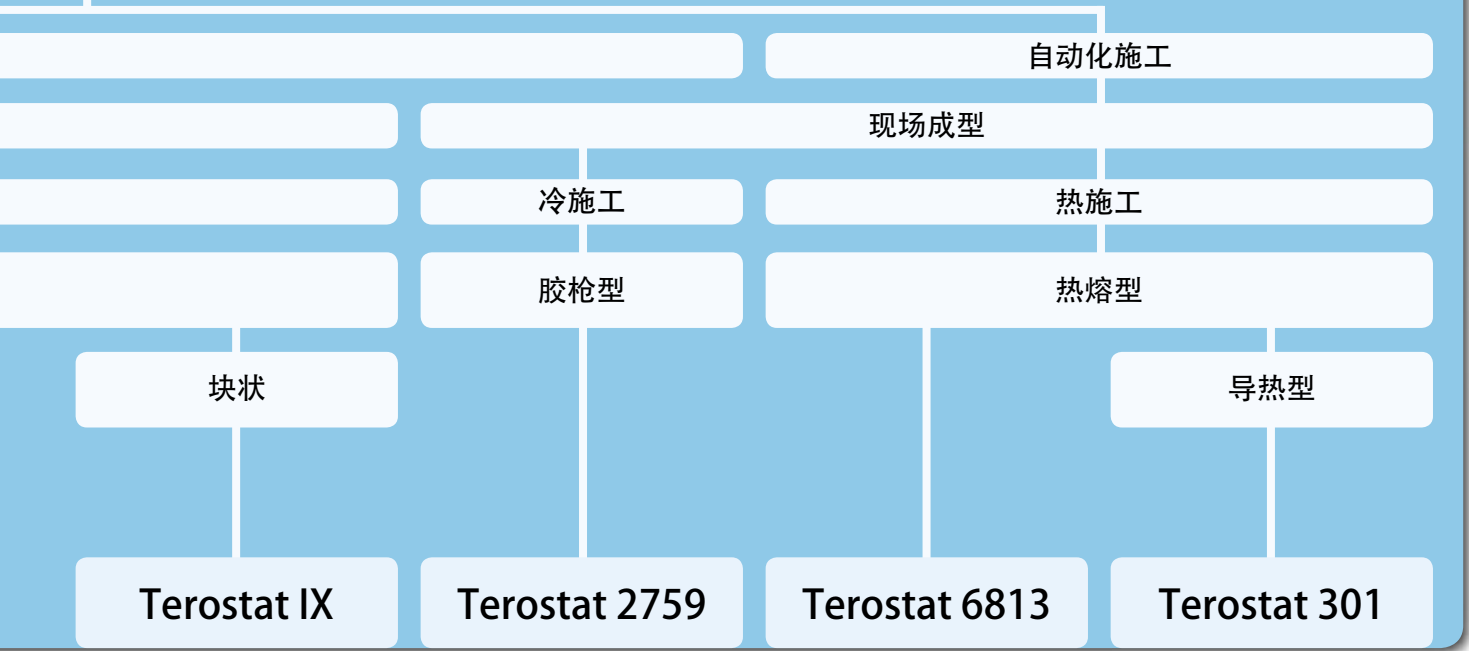 自动化施工
现场成型
冷施工
热施工
胶枪型
热熔型
块状
导热型
Terostat IX
Terostat 2759
Terostat 6813
Terostat 301